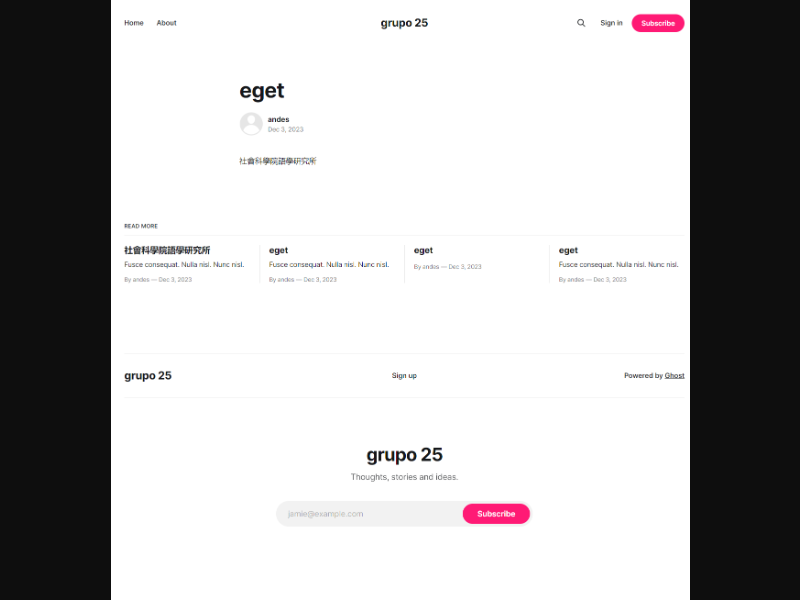 Home About grupo 25 Sign in Subscribe
eget
andes
Dec 3, 2023
社會科學院語學研究所
READ MORE
社會科學院語學研究所
Fusce consequat. Nulla nisl. Nunc nisl.
By andes — Dec 3, 2023
eget
Fusce consequat. Nulla nisl. Nunc nisl.
By andes — Dec 3, 2023
eget
By andes — Dec 3, 2023
eget
Fusce consequat. Nulla nisl. Nunc nisl.
By andes — Dec 3, 2023
grupo 25 Sign up Powered by Ghost
grupo 25
Thoughts, stories and ideas.
jamie@example.com Subscribe